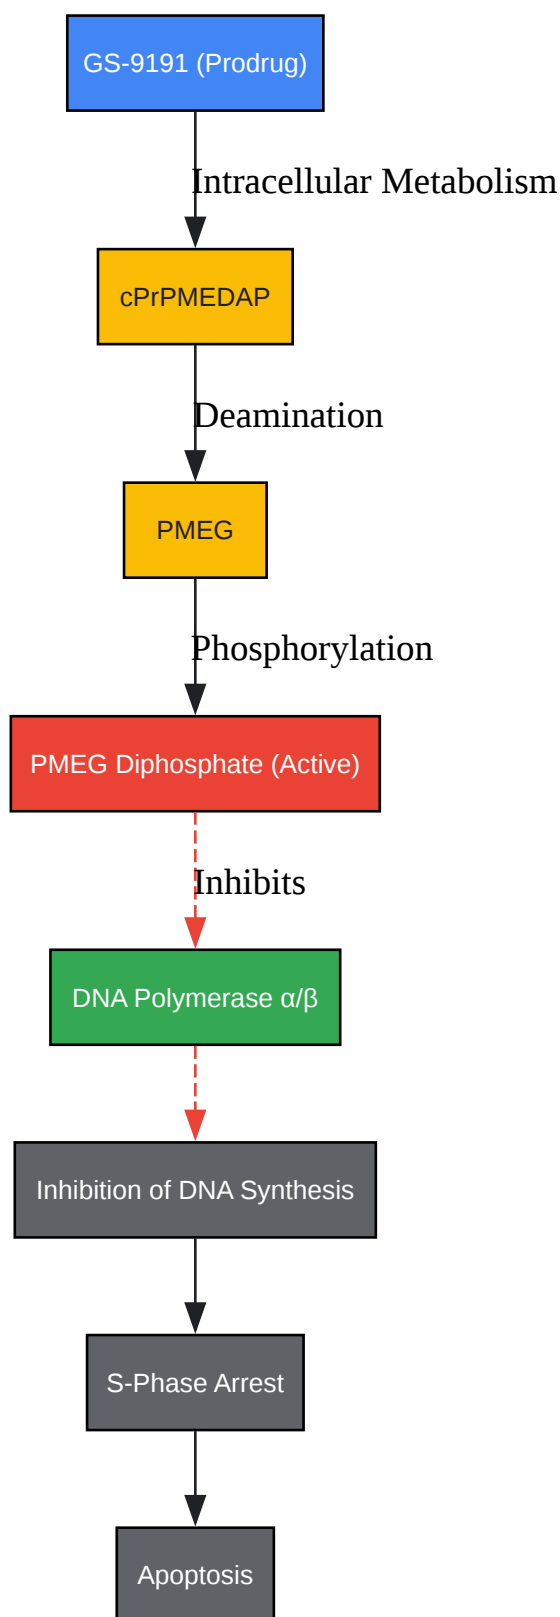 GS-9191 (Prodrug)
Intracellular Metabolism
cPrPMEDAP
Deamination
PMEG
Phosphorylation
PMEG Diphosphate (Active)
Inhibits
DNA Polymerase α/β
Inhibition of DNA Synthesis
S-Phase Arrest
Apoptosis